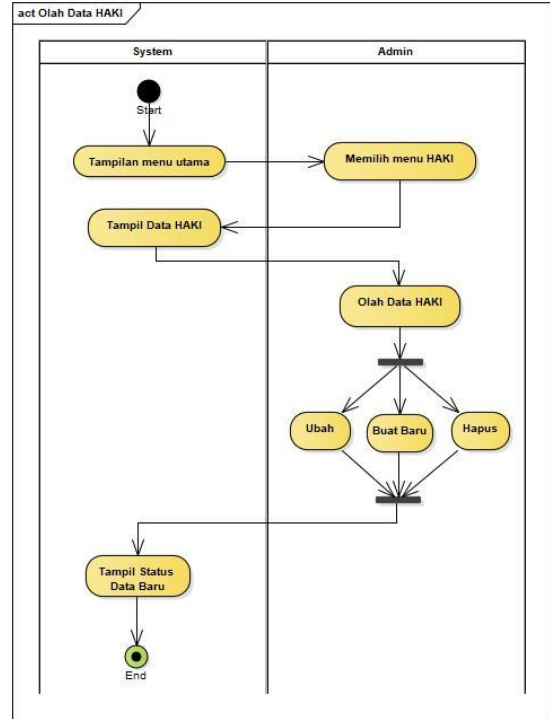 act Olah Data HAKI
System
Admin
Start
Tampilan menu utama
Memilih menu HAKI
Tampil Data HAKI
Olah Data HAKI
Ubah
Buat Baru
Hapus
Tampil Status
Data Baru
End